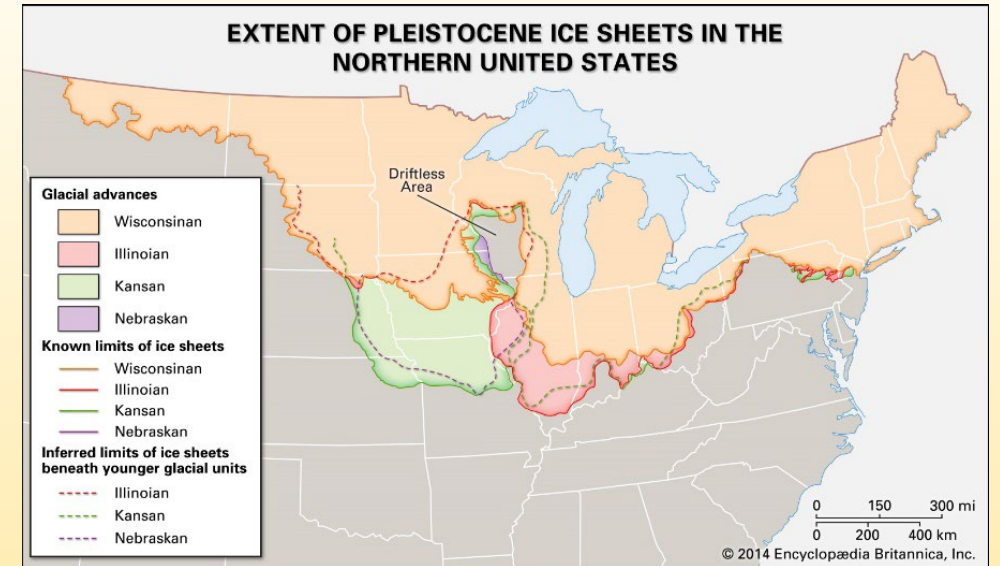 EXTENT OF PLEISTOCENE ICE SHEETS IN THE
NORTHERN UNITED STATES
Driftless
Area
Glacial advances
Wisconsinan
Illinoian
Kansan
Nebraskan
Known limits of ice sheets
Wisconsinan
Illinoian
Kansan
Nebraskan
Inferred limits of ice sheets
beneath younger glacial units
Illinoian
Kansan
Nebraskan
0 150 300 mi
0 200 400 km
© 2014 Encyclopædia Britannica, Inc.